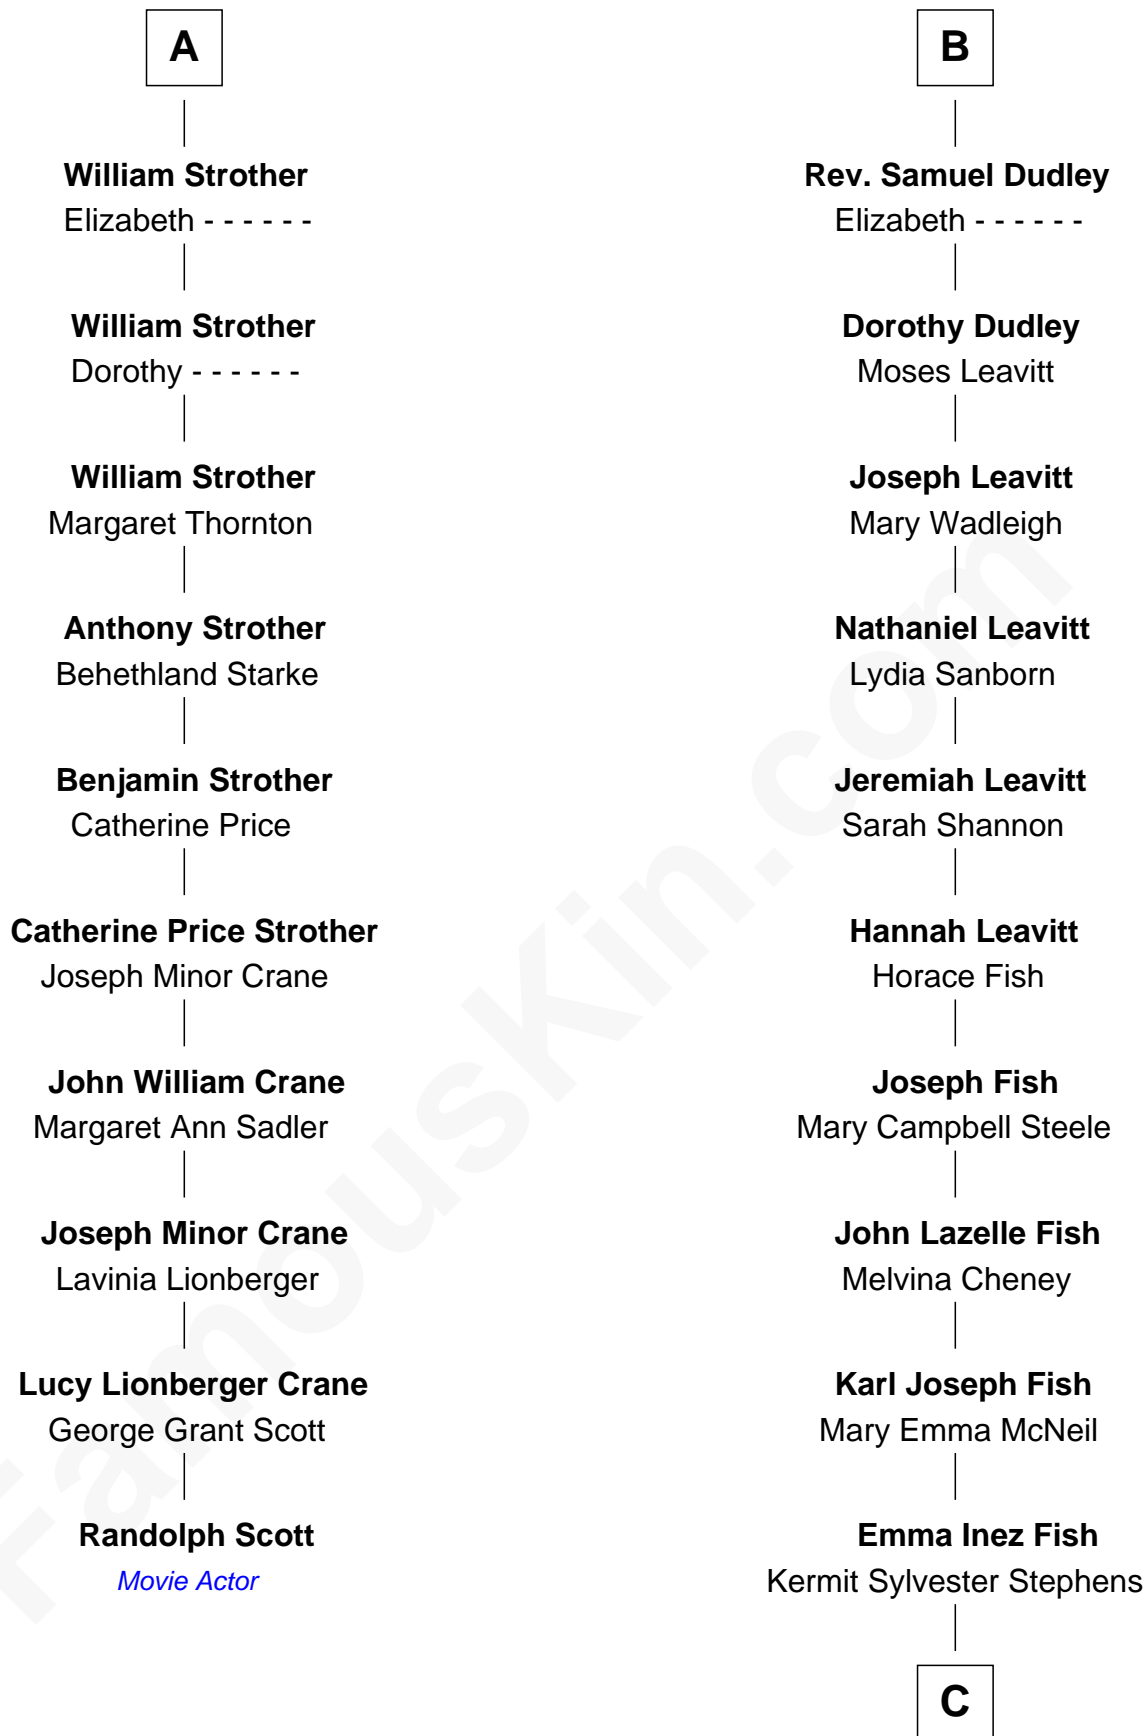 A
William Strother
Elizabeth - - - - - -
William Strother
Dorothy - - - - - -
William Strother
Margaret Thornton
Anthony Strother
Behethland Starke
Benjamin Strother
Catherine Price
Catherine Price Strother
Joseph Minor Crane
John William Crane
Margaret Ann Sadler
Joseph Minor Crane
Lavinia Lionberger
Lucy Lionberger Crane
George Grant Scott
Randolph Scott
Movie Actor
B
Rev. Samuel Dudley
Elizabeth - - - - - -
Dorothy Dudley
Moses Leavitt
Joseph Leavitt
Mary Wadleigh
Nathaniel Leavitt
Lydia Sanborn
Jeremiah Leavitt
Sarah Shannon
Hannah Leavitt
Horace Fish
Joseph Fish
Mary Campbell Steele
John Lazelle Fish
Melvina Cheney
Karl Joseph Fish
Mary Emma McNeil
Emma Inez Fish
Kermit Sylvester Stephens
C
FamousKin.com